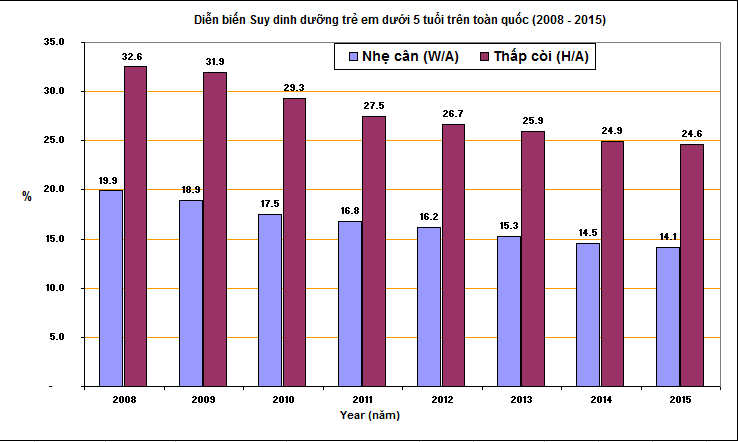 Diễn biến Suy dinh dưỡng trẻ em dưới 5 tuổi trên toàn quốc (2008 - 2015)
35.0
Nhẹ cân (W/A) Thấp còi (H/A)
32.6 31.9 29.3 27.5 26.7 25.9 24.9 24.6
30.0
25.0
%
20.0
19.9 18.9 17.5 16.8 16.2 15.3 14.5 14.1
15.0
10.0
5.0
-
2008 2009 2010 2011 2012 2013 2014 2015
Year (năm)